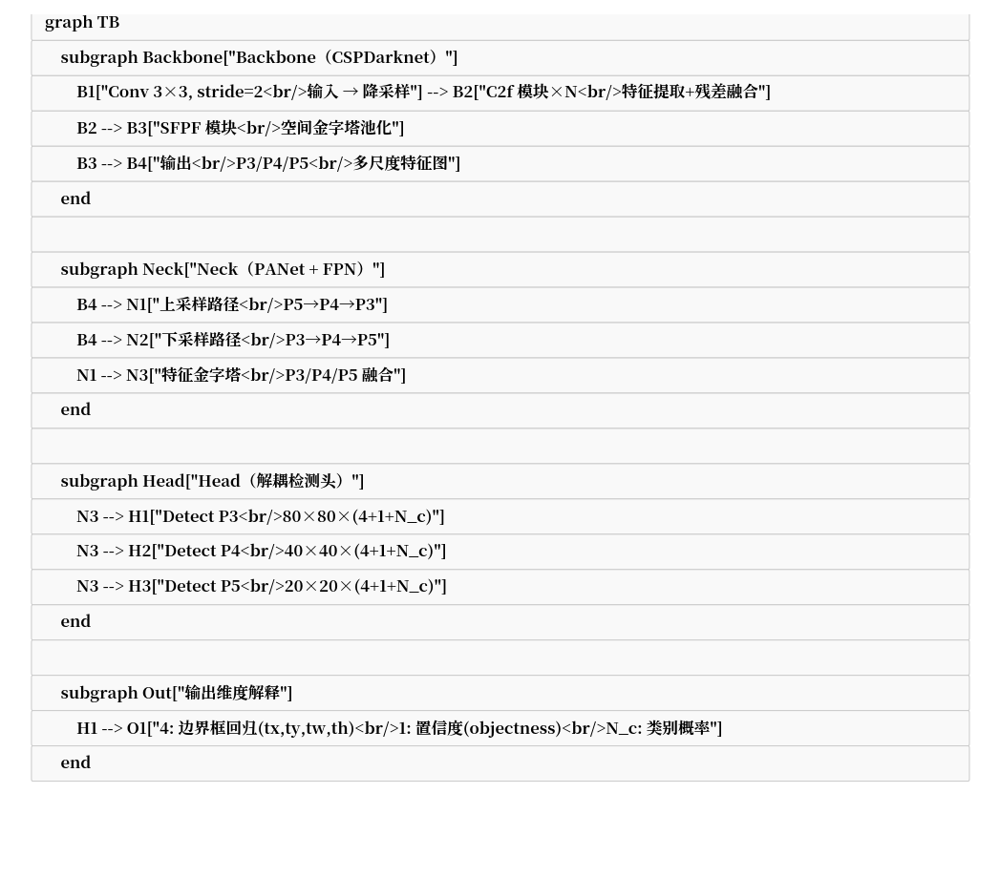 graph TB
subgraph Backbone["Backbone（CSPDarknet）"]
B1["Conv 3×3, stride=2<br/>输入 → 降采样"] --> B2["C2f 模块×N<br/>特征提取+残差融合"]
B2 --> B3["SFPF 模块<br/>空间金字塔池化"]
B3 --> B4["输出<br/>P3/P4/P5<br/>多尺度特征图"]
end
subgraph Neck["Neck（PANet + FPN）"]
B4 --> N1["上采样路径<br/>P5→P4→P3"]
B4 --> N2["下采样路径<br/>P3→P4→P5"]
N1 --> N3["特征金字塔<br/>P3/P4/P5 融合"]
end
subgraph Head["Head（解耦检测头）"]
N3 --> H1["Detect P3<br/>80×80×(4+1+N_c)"]
N3 --> H2["Detect P4<br/>40×40×(4+1+N_c)"]
N3 --> H3["Detect P5<br/>20×20×(4+1+N_c)"]
end
subgraph Out["输出维度解释"]
H1 --> O1["4: 边界框回归(tx,ty,tw,th)<br/>1: 置信度(objectness)<br/>N_c: 类别概率"]
end